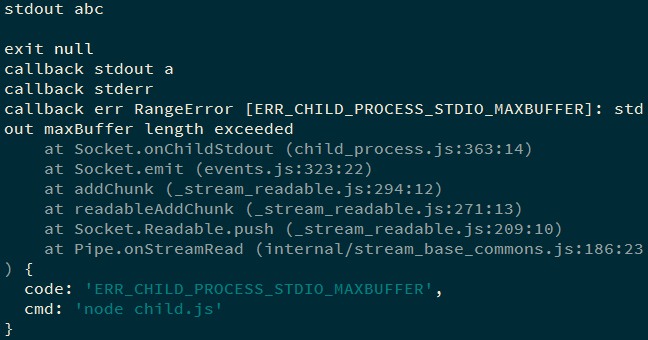 stdout abc
exit null
callback stdout a
callback stderr
callback err RangeError [ERR_CHILD_PROCESS_STDIO_MAXBUFFER]: std
out maxBuffer length exceeded
    at Socket.onChildStdout (child_process.js:363:14)
    at Socket.emit (events.js:323:22)
    at addChunk (_stream_readable.js:294:12)
    at readableAddChunk (_stream_readable.js:271:13)
    at Socket.Readable.push (_stream_readable.js:209:10)
    at Pipe.onStreamRead (internal/stream_base_commons.js:186:23
) {
  code: 'ERR_CHILD_PROCESS_STDIO_MAXBUFFER',
  cmd: 'node child.js'
}